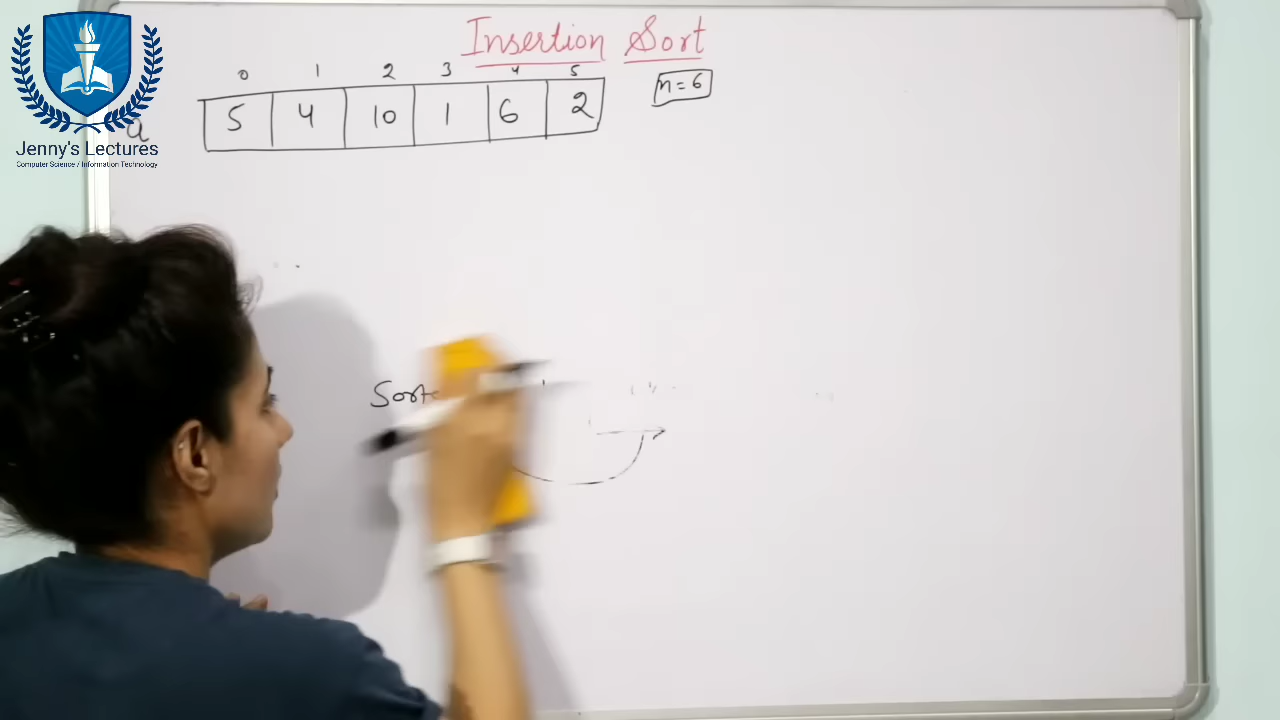 Insertion Sort
0 1 2 3 4 5
n = 6
5 4 10 1 6 2
a
Jenny's Lectures
Computer Science / Information Technology